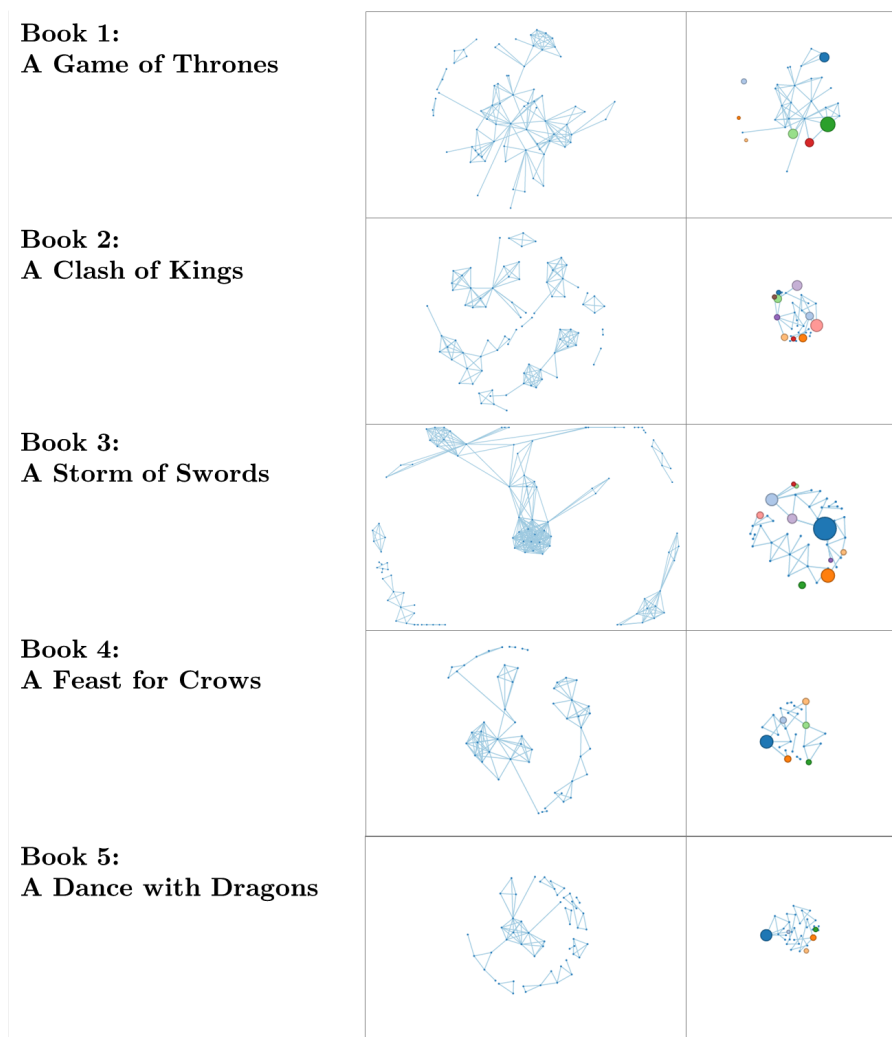 Book 1:
A Game of Thrones
Book 2:
A Clash of Kings
Book 3:
A Storm of Swords
Book 4:
A Feast for Crows
Book 5:
A Dance with Dragons